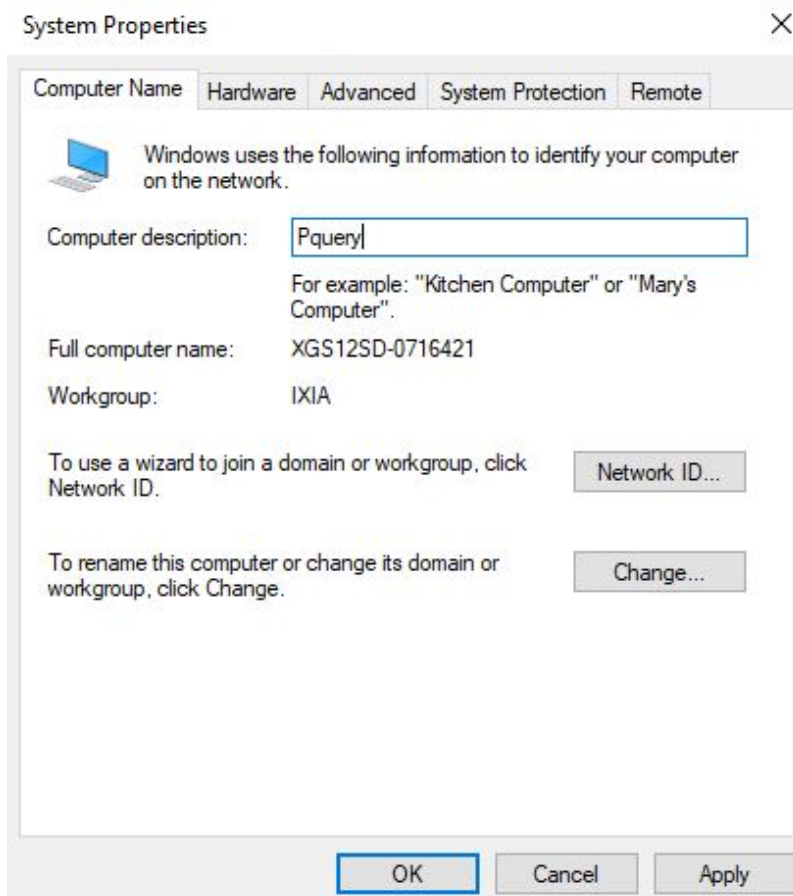 System Properties
Computer Name Hardware Advanced System Protection Remote
Windows uses the following information to identify your computer
on the network.
Computer description: Pquery
For example: "Kitchen Computer" or "Mary's
Computer".
Full computer name: XGS12SD-0716421
Workgroup: IXIA
To use a wizard to join a domain or workgroup, click
Network ID.
Network ID...
To rename this computer or change its domain or
workgroup, click Change.
Change...
OK Cancel Apply